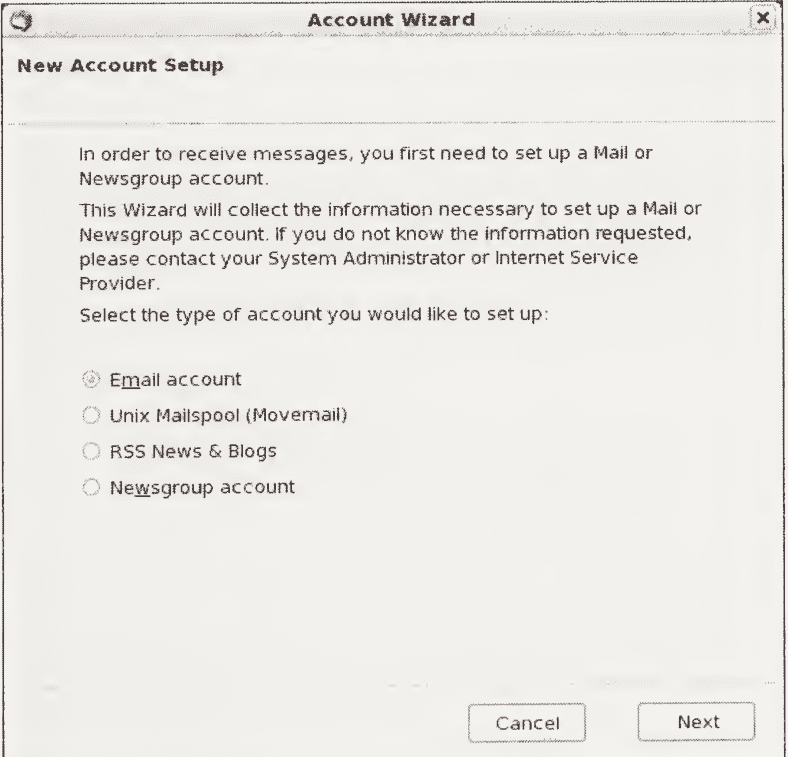 Account Wizard
New Account Setup
In order to receive messages, you first need to set up a Mail or
Newsgroup account.
This Wizard will collect the information necessary to set up a Mail or
Newsgroup account. If you do not know the information requested,
please contact your System Administrator or Internet Service
Provider.
Select the type of account you would like to set up:
Email account
Unix Mailspool (Movemail)
RSS News & Blogs
Newsgroup account
Cancel
Next